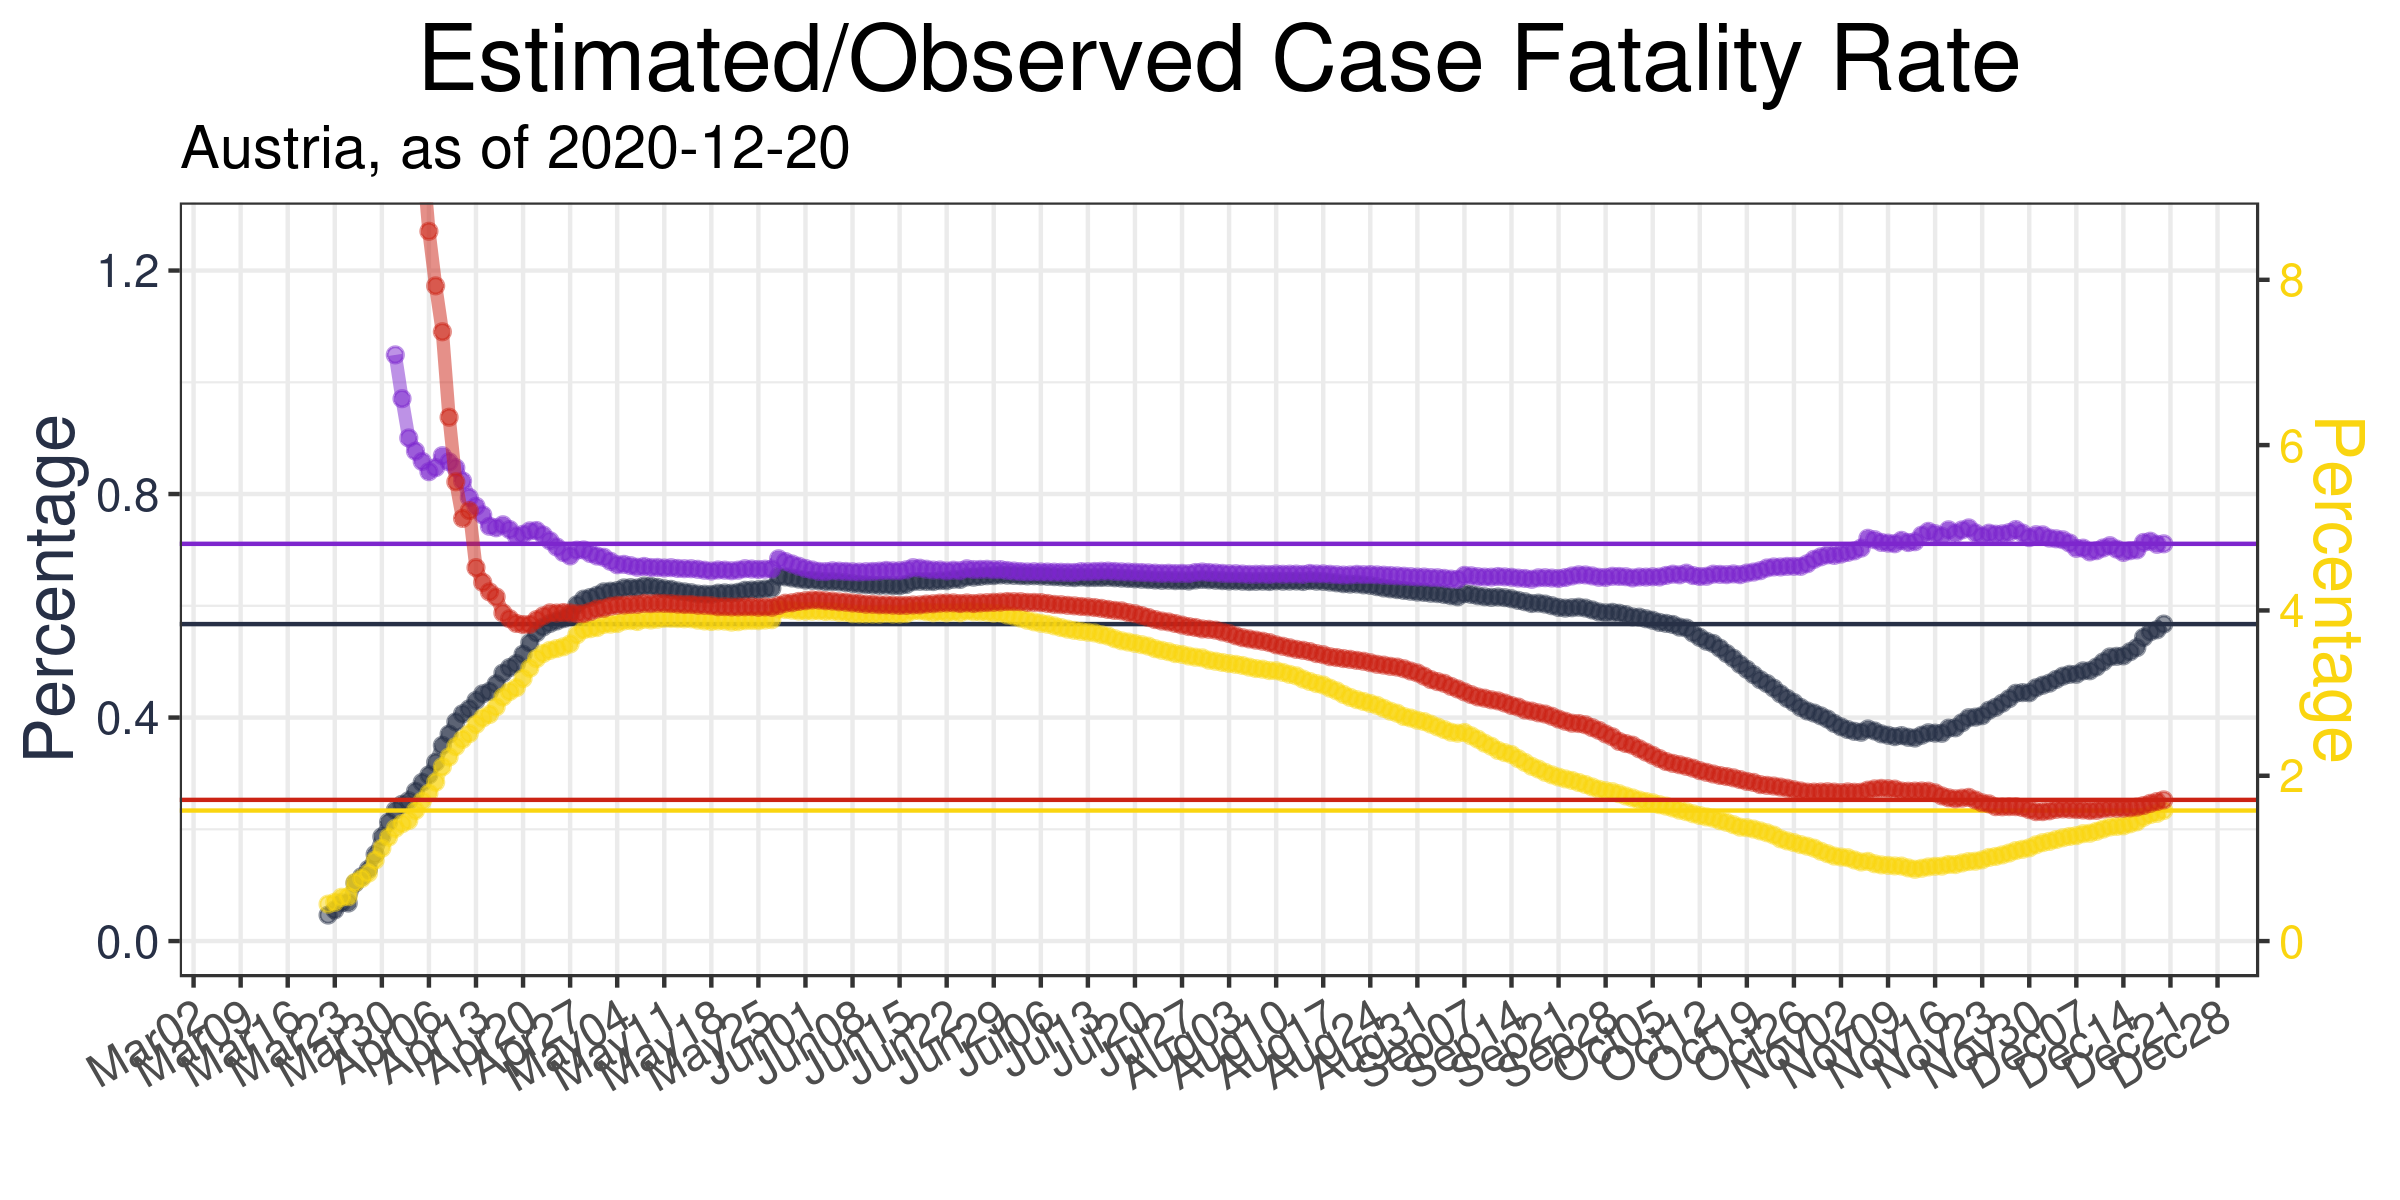 Estimated/Observed Case Fatality Rate
Austria, as of 2020-12-20
Percentage
1.2
0.8
0.4
0.0
8
6
4
2
0
Percentage
Mar02
Mar09
Mar16
Mar23
Mar30
Apr06
Apr13
Apr20
Apr27
May04
May11
May18
May25
Jun01
Jun08
Jun15
Jun22
Jun29
Jul06
Jul13
Jul20
Jul27
Aug03
Aug10
Aug17
Aug24
Aug31
Sep07
Sep14
Sep21
Sep28
Oct05
Oct12
Oct19
Oct26
Nov02
Nov09
Nov16
Nov23
Nov30
Dec07
Dec14
Dec21
Dec28